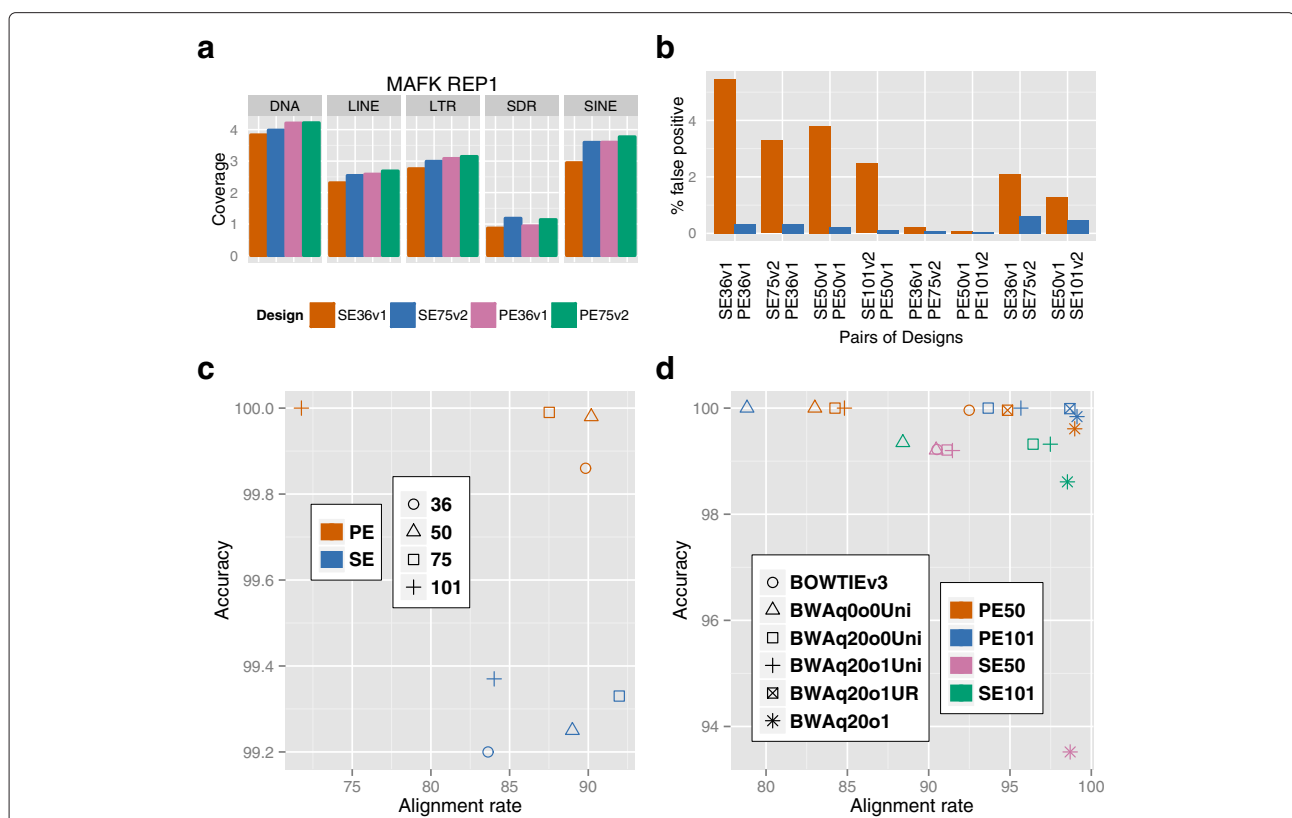 a
MAFK REP1
DNA LINE LTR SDR SINE
4
3
2
1
0
Coverage
Design SE36v1 SE75v2 PE36v1 PE75v2
b
4
2
0
% false positive
SE36v1 PE36v1
SE75v2 PE36v1
SE50v1 PE50v1
SE101v2 PE50v1
PE36v1 PE75v2
PE50v1 PE101v2
SE36v1 SE75v2
SE50v1 SE101v2
Pairs of Designs
c
100.0
99.8
99.6
99.4
99.2
Accuracy
PE
SE
36
50
75
101
75 80 85 90
Alignment rate
d
100
98
96
94
Accuracy
BOWTIEv3
BWAq0o0Uni
BWAq20o0Uni
BWAq20o1Uni
BWAq20o1UR
BWAq20o1
PE50
PE101
SE50
SE101
80 85 90 95 100
Alignment rate